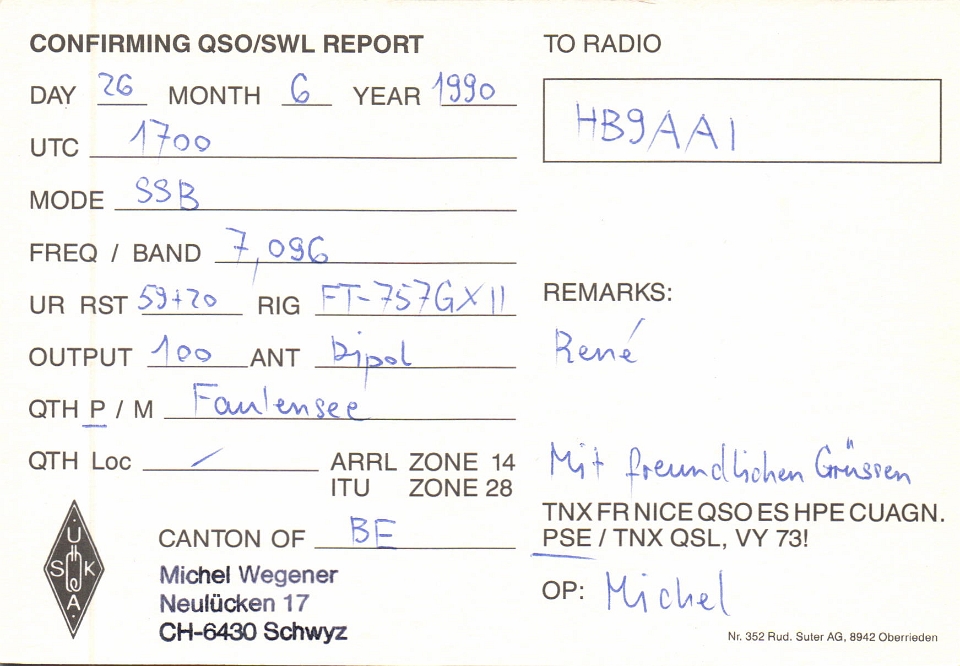 CONFIRMING QSO/SWL REPORT
DAY 26 MONTH 6 YEAR 1990
UTC 1700
MODE SSB
FREQ / BAND 7,096
UR RST 59+20 RIG FT-757GX II
OUTPUT 100 ANT Dipol
QTH P / M Faulensee
QTH Loc / ARRL ZONE 14
ITU ZONE 28
CANTON OF BE
USKA
Michel Wegener
Neulücken 17
CH-6430 Schwyz
TO RADIO
HB9AAI
REMARKS:
René
Mit freundlichen Grüssen
TNX FR NICE QSO ES HPE CUAGN.
PSE / TNX QSL, VY 73!
OP: Michel
Nr. 352 Rud. Suter AG, 8942 Oberrieden